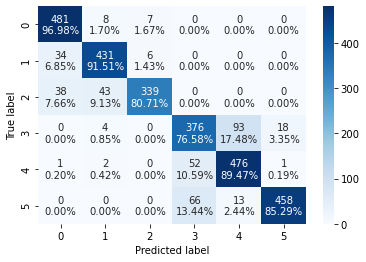 481 8 7 0 0 0
96.98% 1.70% 1.67% 0.00% 0.00% 0.00%
34 431 6 0 0 0
6.85% 91.51% 1.43% 0.00% 0.00% 0.00%
38 43 339 0 0 0
7.66% 9.13% 80.71% 0.00% 0.00% 0.00%
0 4 0 376 93 18
0.00% 0.85% 0.00% 76.58% 17.48% 3.35%
1 2 0 52 476 1
0.20% 0.42% 0.00% 10.59% 89.47% 0.19%
0 0 0 66 13 458
0.00% 0.00% 0.00% 13.44% 2.44% 85.29%
0
1
2
3
4
5
True label
0 1 2 3 4 5
Predicted label
400
300
200
100
0